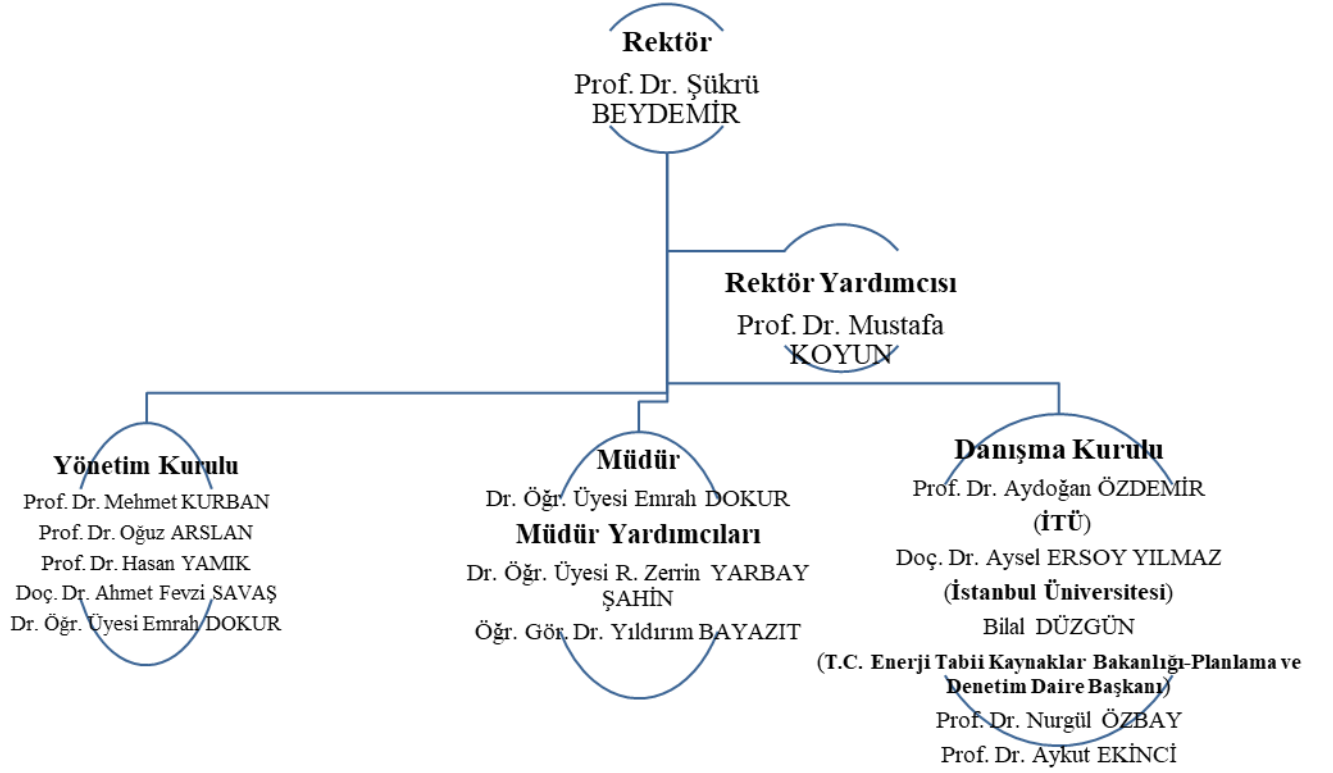 Rektör
Prof. Dr. Şükrü
BEYDEMİR
Rektör Yardımcısı
Prof. Dr. Mustafa
KOYUN
Yönetim Kurulu
Prof. Dr. Mehmet KURBAN
Prof. Dr. Oğuz ARSLAN
Prof. Dr. Hasan YAMIK
Doç. Dr. Ahmet Fevzi SAVAŞ
Dr. Öğr. Üyesi Emrah DOKUR
Müdür
Dr. Öğr. Üyesi Emrah DOKUR
Müdür Yardımcıları
Dr. Öğr. Üyesi R. Zerrin YARBAY
ŞAHİN
Öğr. Gör. Dr. Yıldırım BAYAZIT
Danışma Kurulu
Prof. Dr. Aydoğan ÖZDEMİR
(İTÜ)
Doç. Dr. Aysel ERSOY YILMAZ
(İstanbul Üniversitesi)
Bilal DÜZGÜN
(T.C. Enerji Tabii Kaynaklar Bakanlığı-Planlama ve
Denetim Daire Başkanı)
Prof. Dr. Nurgül ÖZBAY
Prof. Dr. Aykut EKİNCİ